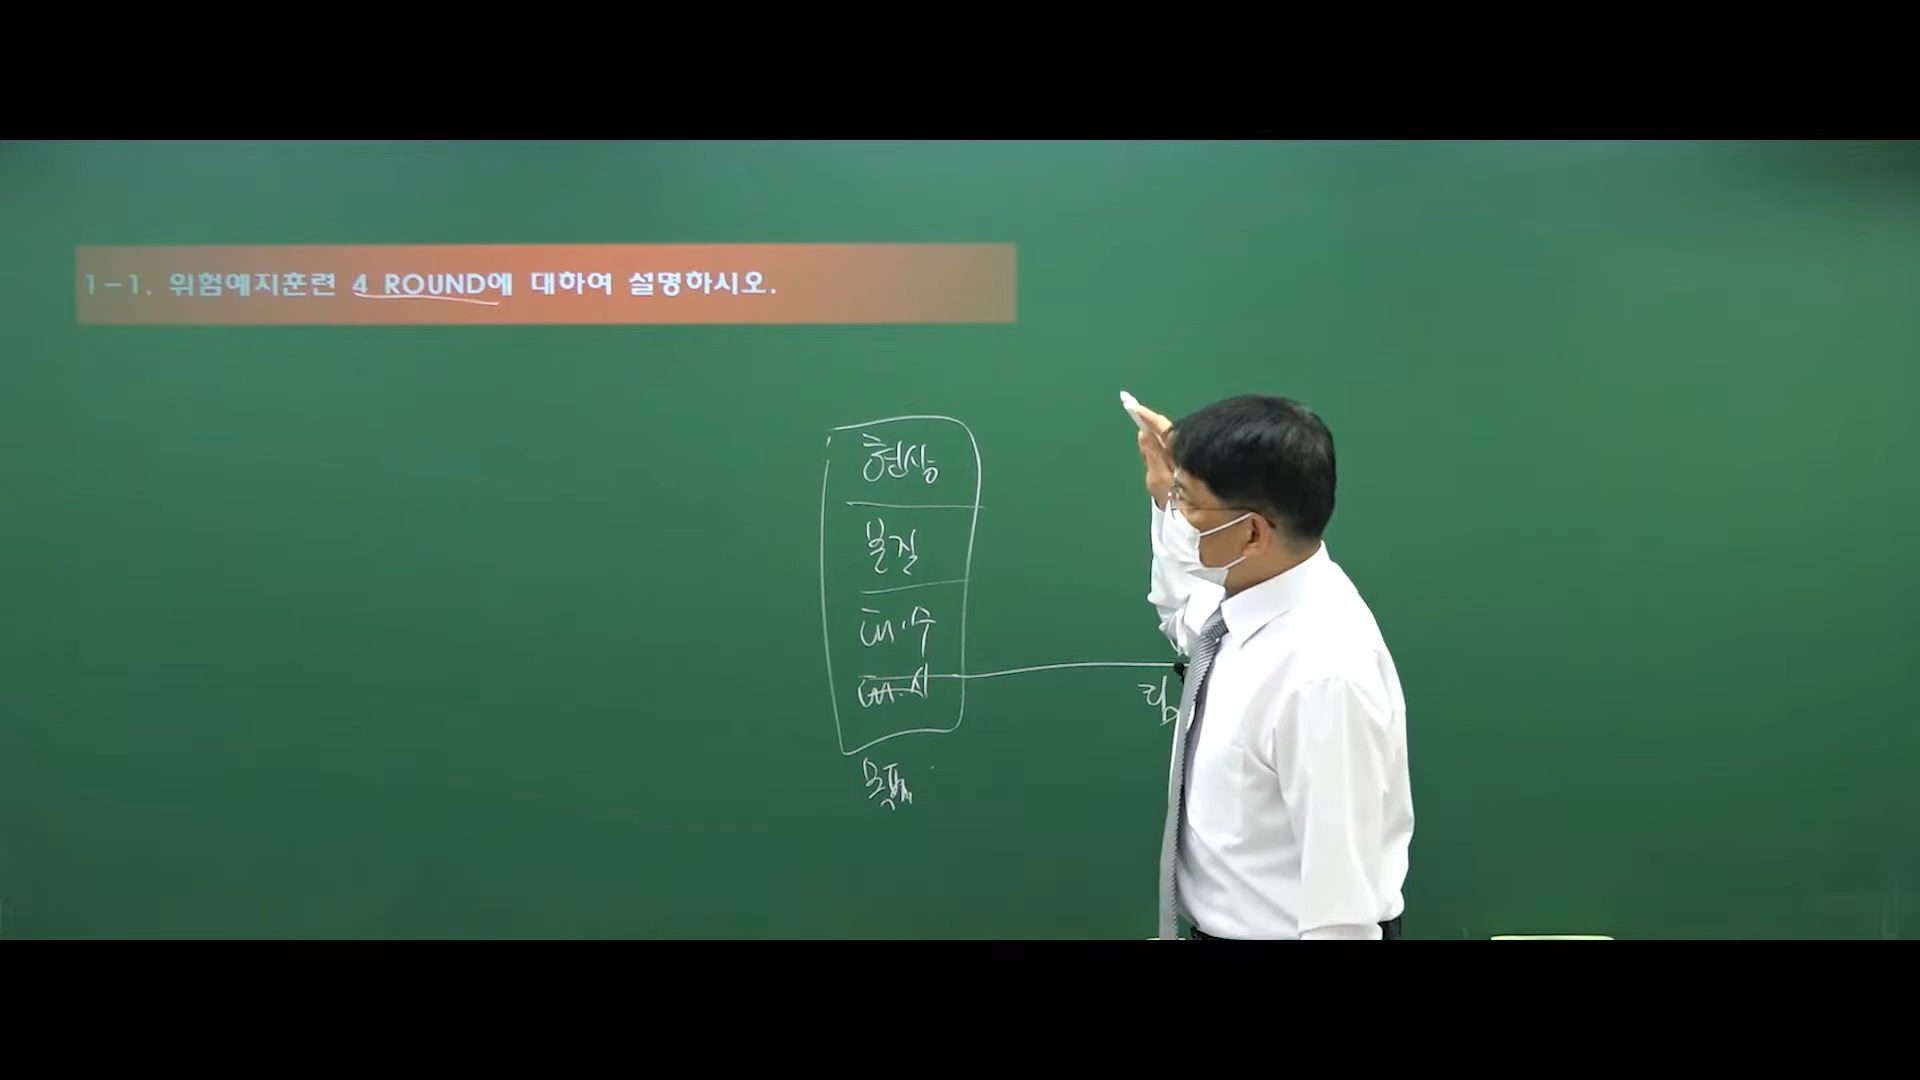 1-1. 위험예지훈련 4 ROUND에 대하여 설명하시오.
현상
본질
대·수
목표
팀